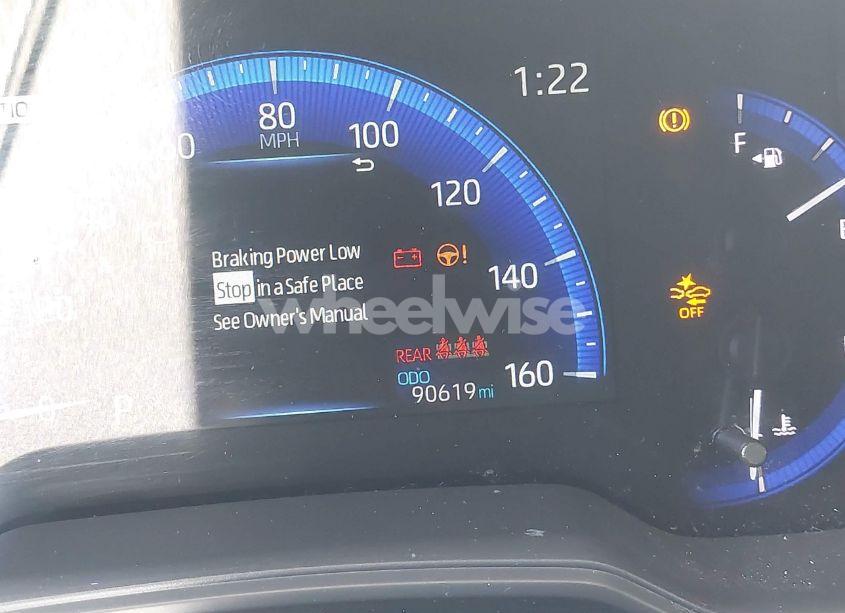 1:22
80
MPH
100
120
140
160
F
Braking Power Low
Stop in a Safe Place
See Owner's Manual
wheelwise
OFF
REAR
ODO
90619 mi